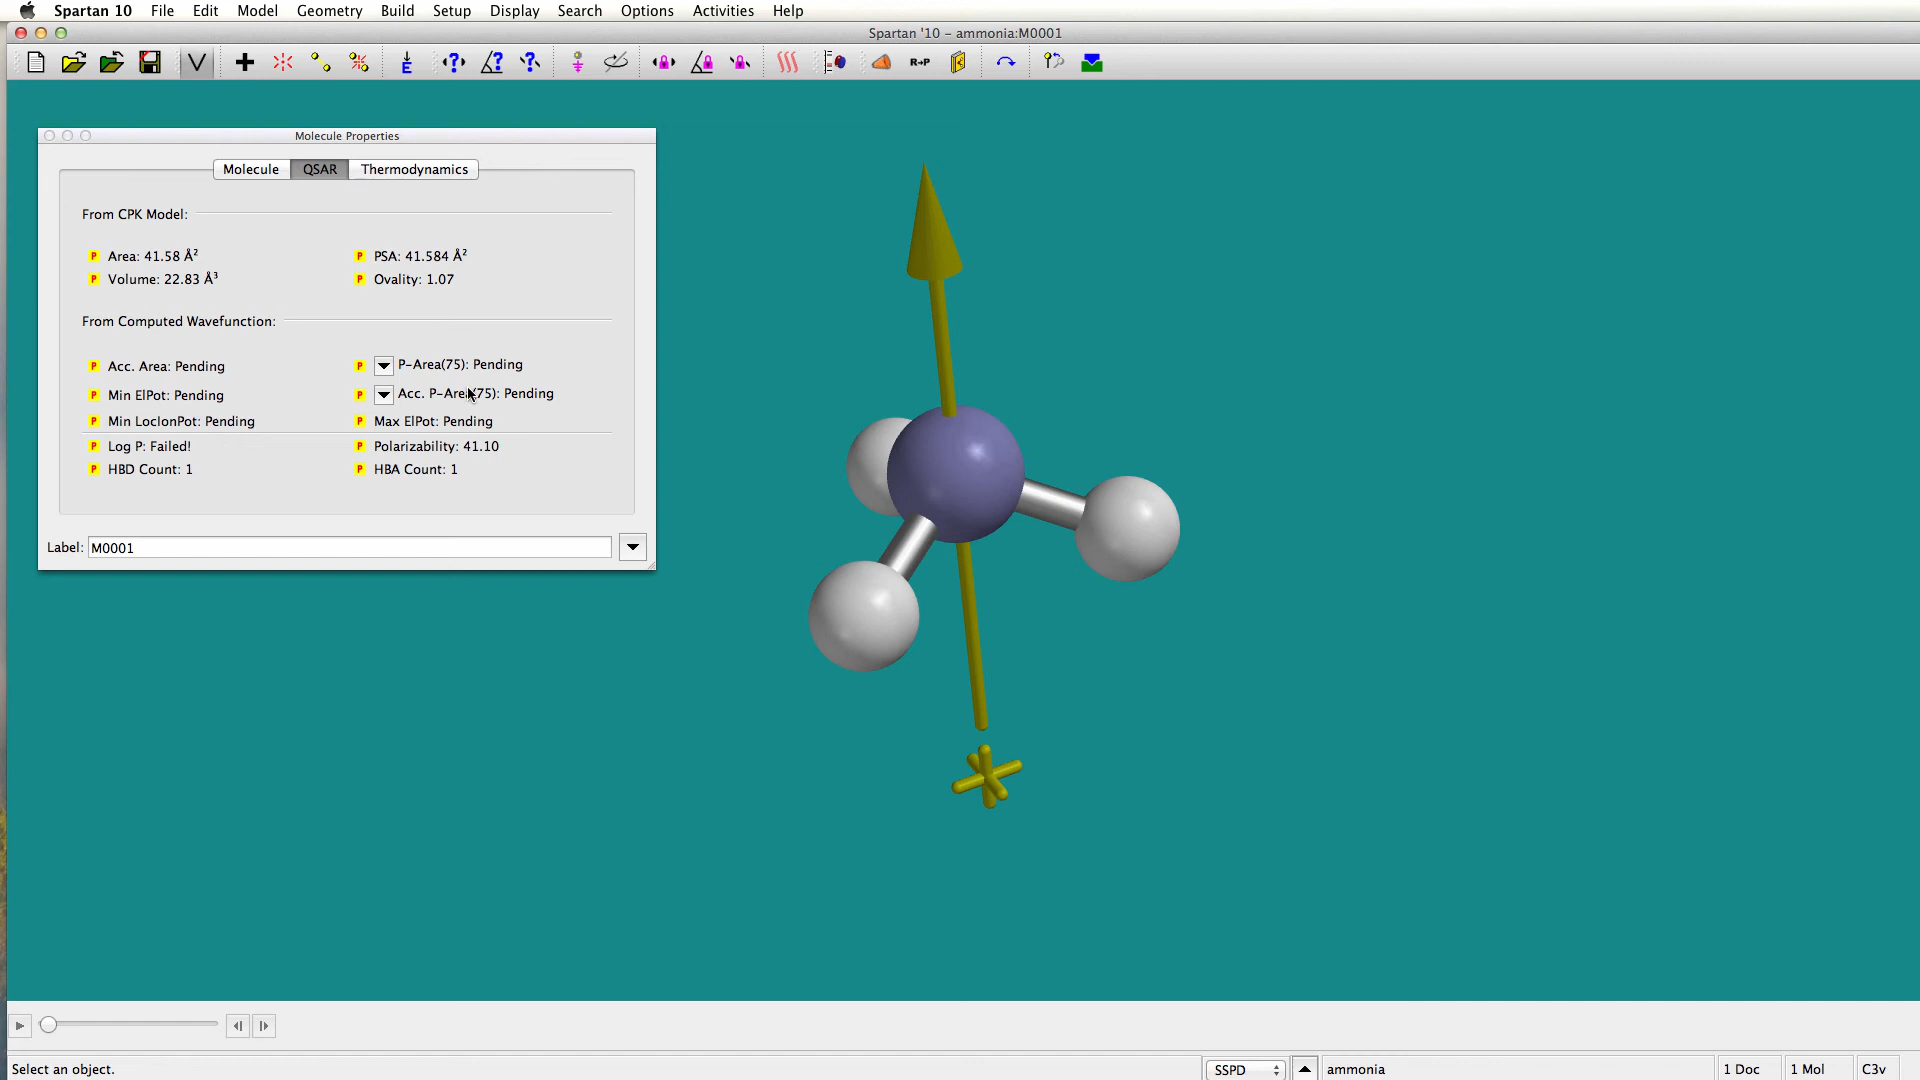 Spartan 10 File Edit Model Geometry Build Setup Display Search Options Activities Help
Spartan '10 - ammonia:M0001
V + E ? ? ? R→P
Molecule Properties
Molecule QSAR Thermodynamics
From CPK Model:
P Area: 41.58 Å² P PSA: 41.584 Å²
P Volume: 22.83 Å³ P Ovality: 1.07
From Computed Wavefunction:
P Acc. Area: Pending P P-Area(75): Pending
P Min ElPot: Pending P Acc. P-Area(75): Pending
P Min LocIonPot: Pending P Max ElPot: Pending
P Log P: Failed! P Polarizability: 41.10
P HBD Count: 1 P HBA Count: 1
Label: M0001
Select an object. SSPD ammonia 1 Doc 1 Mol C3v